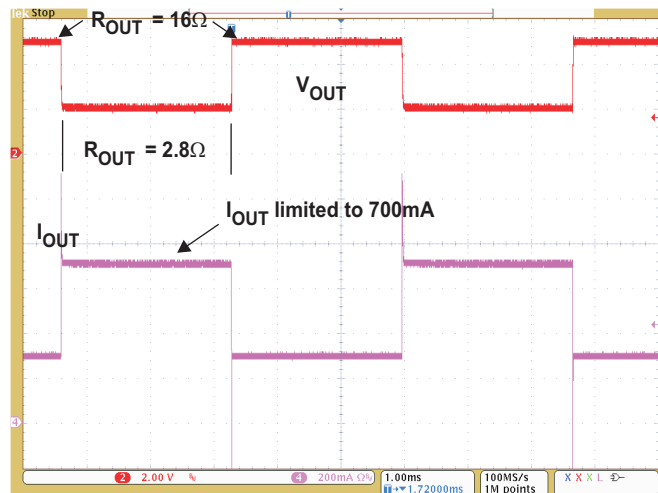 Tek Stop
R_OUT = 16Ω
V_OUT
2
R_OUT = 2.8Ω
I_OUT limited to 700mA
I_OUT
4
2 2.00 V
4 200mA Ω
1.00ms
T→▼1.72000ms
100MS/s
1M points
X X X L